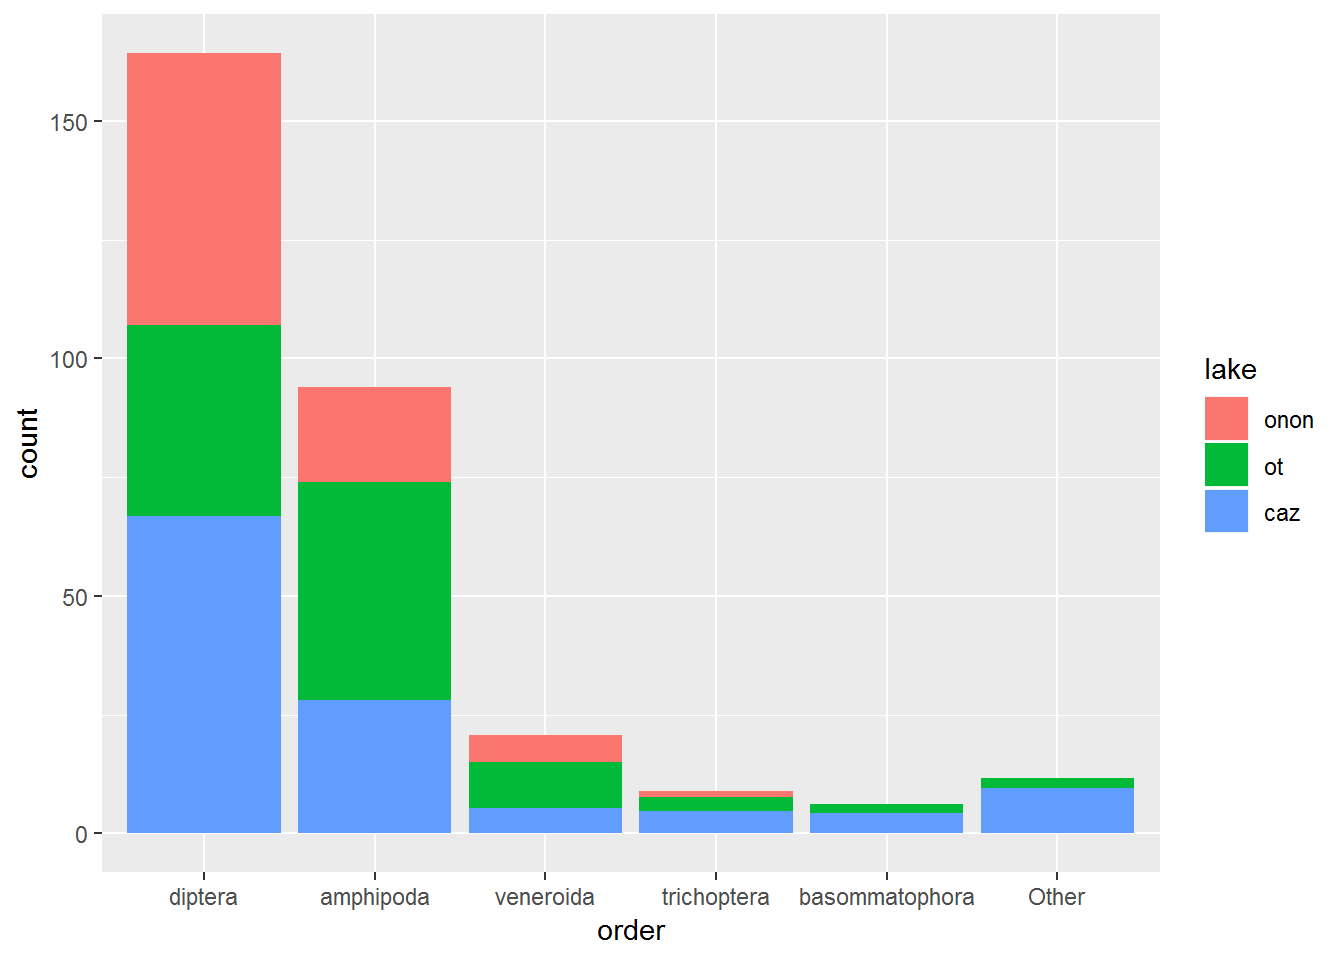 150
100
50
0
count
diptera amphipoda veneroida trichoptera basommatophora Other
order
lake
onon
ot
caz